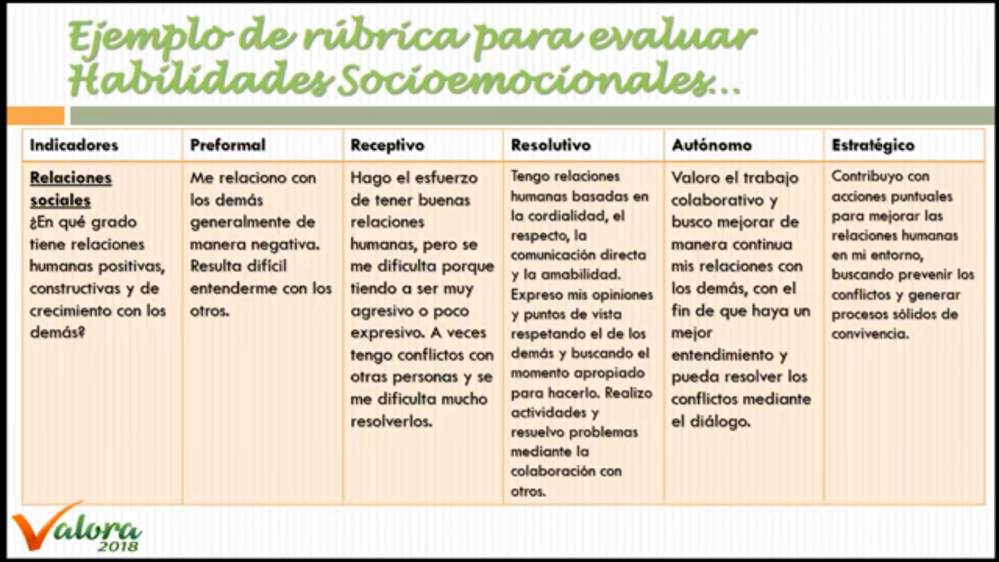 Ejemplo de rúbrica para evaluar
Habilidades Socioemocionales...
Indicadores
Preformal
Receptivo
Resolutivo
Autónomo
Estratégico
Relaciones
sociales
¿En qué grado
tiene relaciones
humanas positivas,
constructivas y de
crecimiento con los
demás?
Me relaciono con
los demás
generalmente de
manera negativa.
Resulta difícil
entenderme con los
otros.
Hago el esfuerzo
de tener buenas
relaciones
humanas, pero se
me dificulta porque
tiendo a ser muy
agresivo o poco
expresivo. A veces
tengo conflictos con
otras personas y se
me dificulta mucho
resolverlos.
Tengo relaciones
humanas basadas en
la cordialidad, el
respecto, la
comunicación directa
y la amabilidad.
Expreso mis opiniones
y puntos de vista
respetando el de los
demás y buscando el
momento apropiado
para hacerlo. Realizo
actividades y
resuelvo problemas
mediante la
colaboración con
otros.
Valoro el trabajo
colaborativo y
busco mejorar de
manera continua
mis relaciones con
los demás, con el
fin de que haya un
mejor
entendimiento y
pueda resolver los
conflictos mediante
el diálogo.
Contribuyo con
acciones puntuales
para mejorar las
relaciones humanas
en mi entorno,
buscando prevenir los
conflictos y generar
procesos sólidos de
convivencia.
Valora
2018